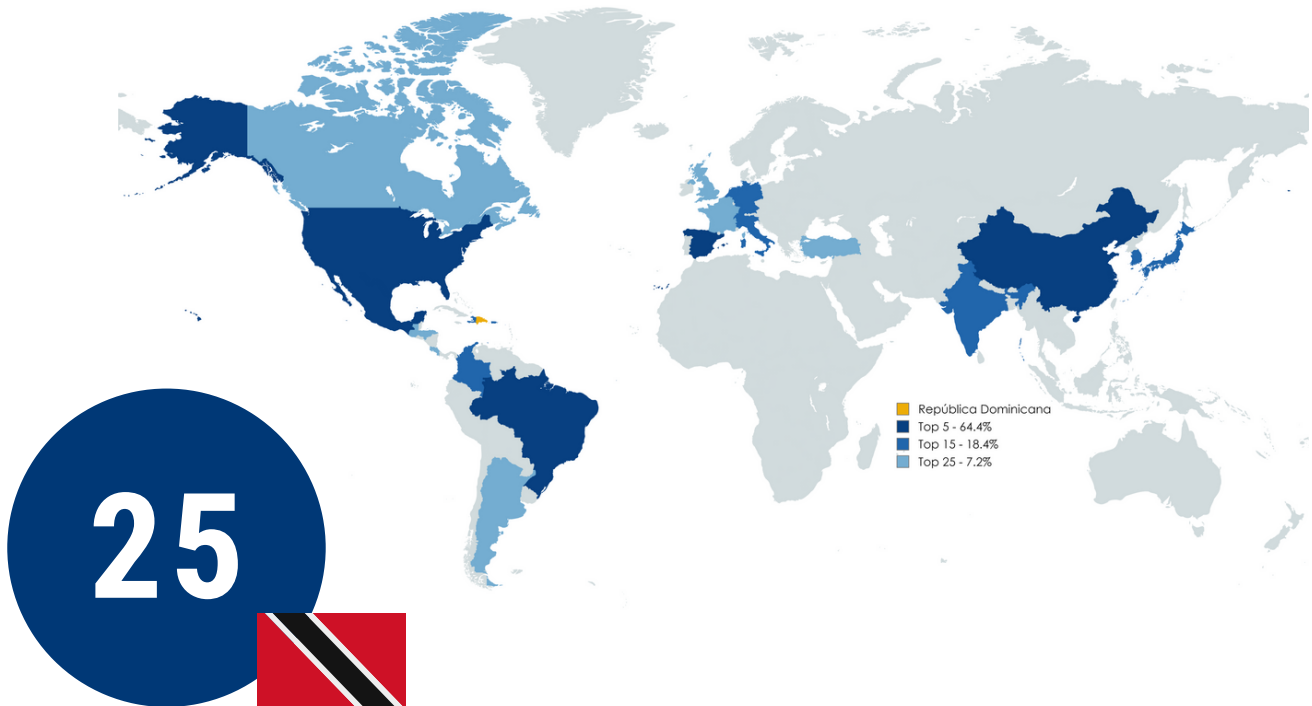 República Dominicana
Top 5 - 64.4%
Top 15 - 18.4%
Top 25 - 7.2%
25